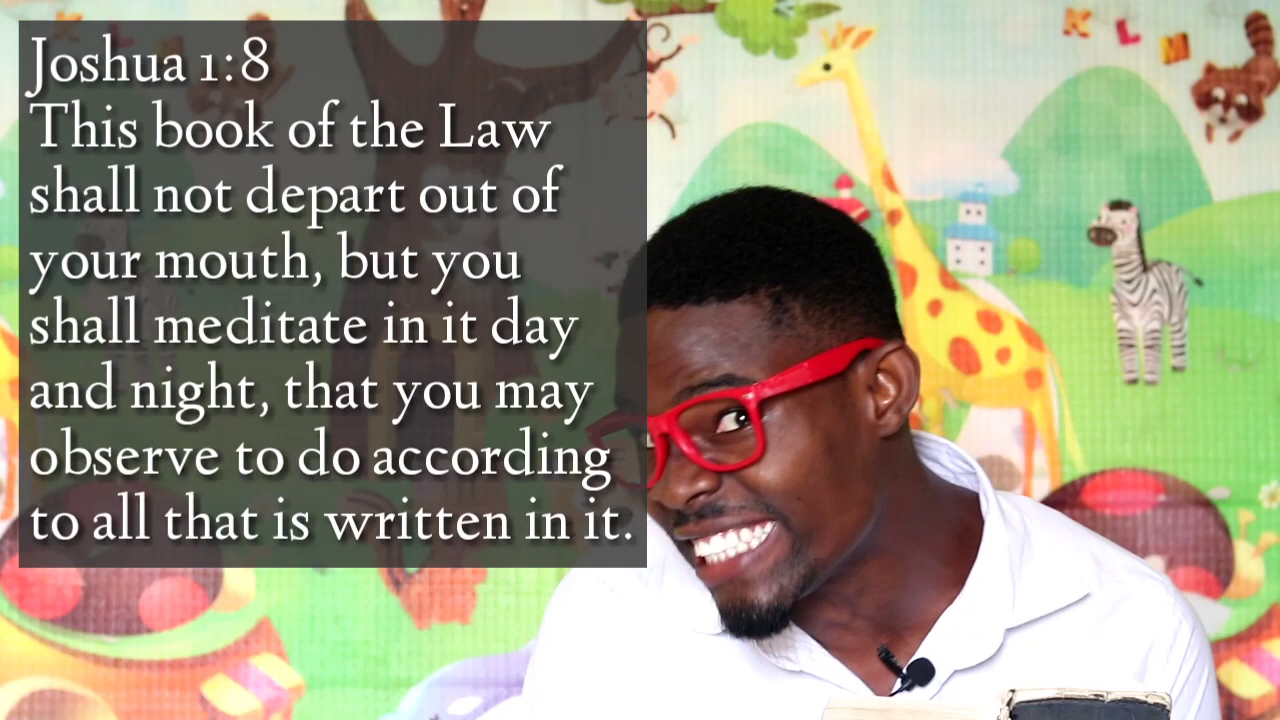 Joshua 1:8
This book of the Law
shall not depart out of
your mouth, but you
shall meditate in it day
and night, that you may
observe to do according
to all that is written in it.
K L M